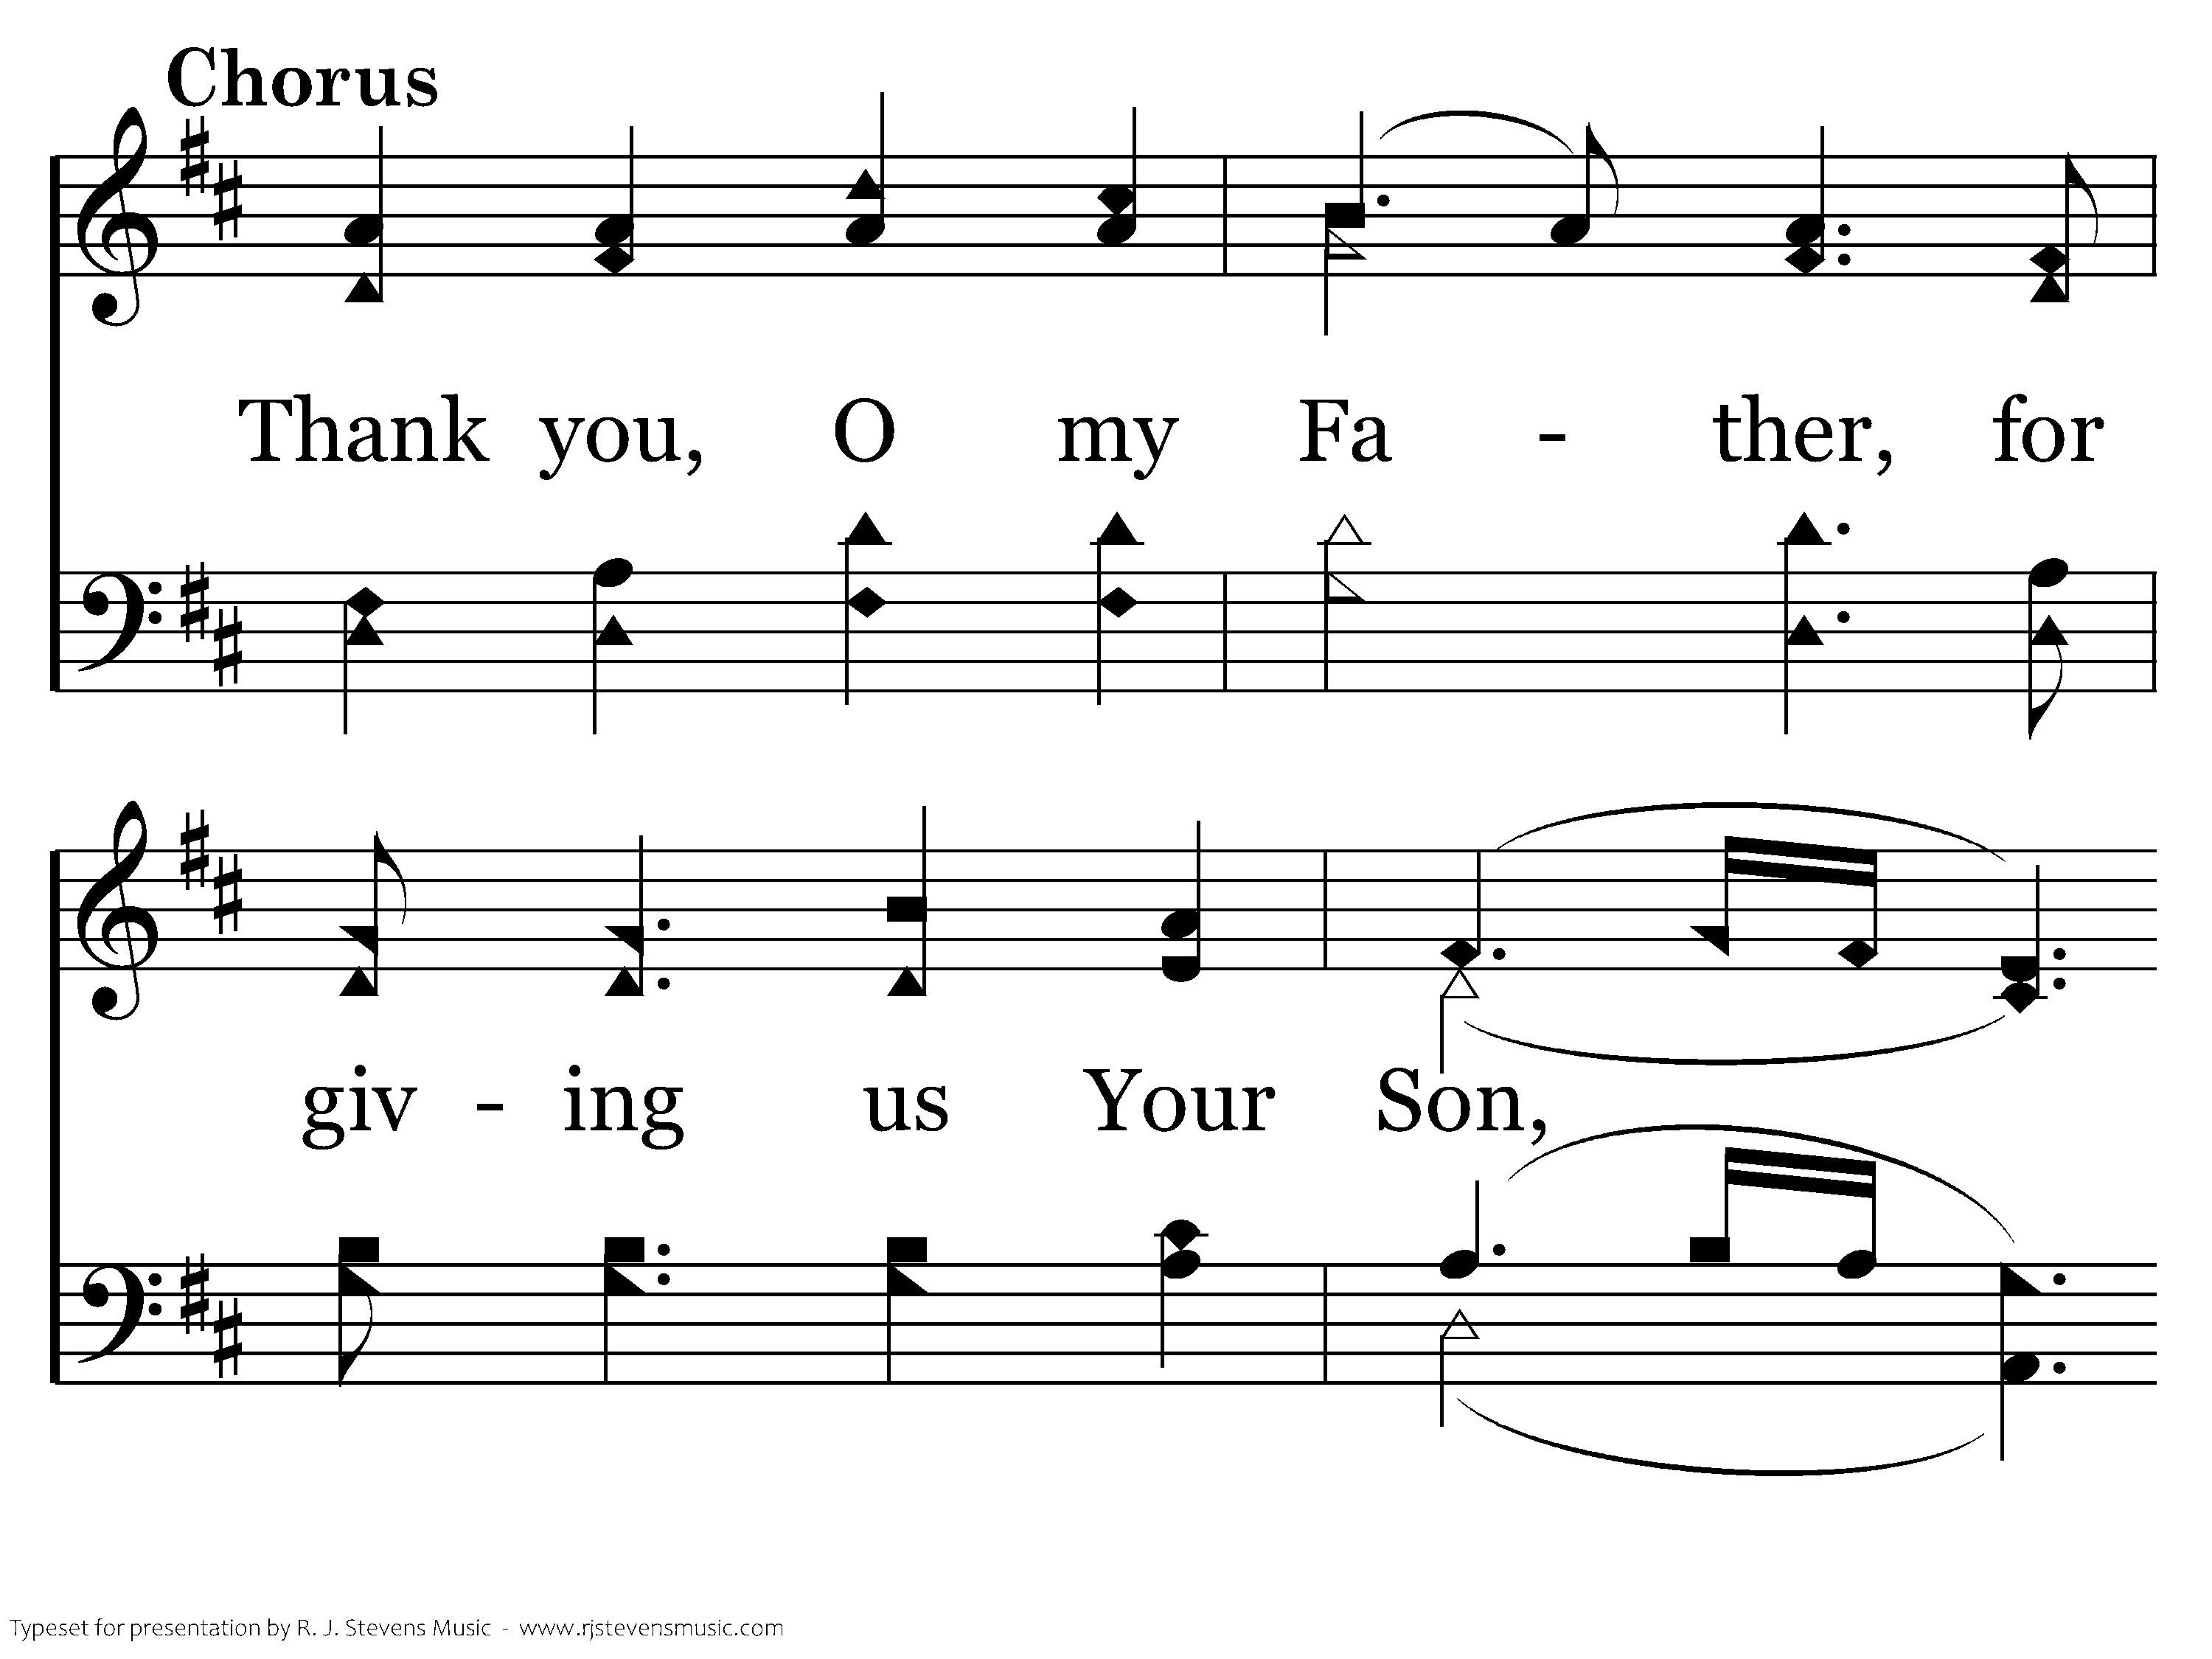 Chorus
Thank you, O my Fa - ther, for
giv - ing us Your Son,
Typeset for presentation by R. J. Stevens Music - www.rjstevensmusic.com